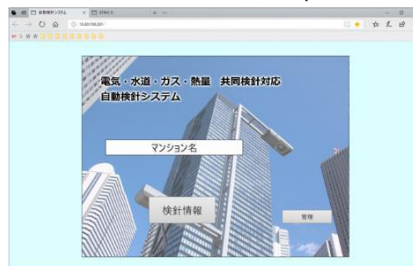 電気・水道・ガス・熱量　共同検針対応
自動検針システム
マンション名
検針情報
管理